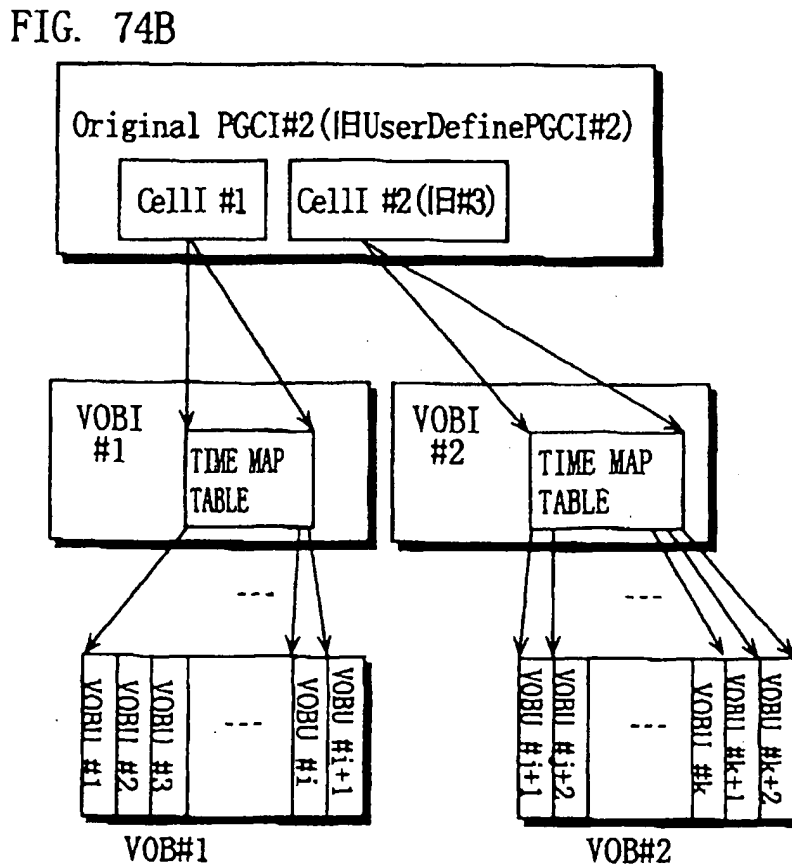 FIG. 74B
Original PGCI#2(旧UserDefinePGCI#2)
CellI #1
CellI #2(旧#3)
VOBI
#1
TIME MAP
TABLE
VOBI
#2
TIME MAP
TABLE
---
---
VOBU #1
VOBU #2
VOBU #3
---
VOBU #i
VOBU #i+1
VOBU #j+1
VOBU #j+2
---
VOBU #k
VOBU #k+1
VOBU #k+2
VOB#1
VOB#2